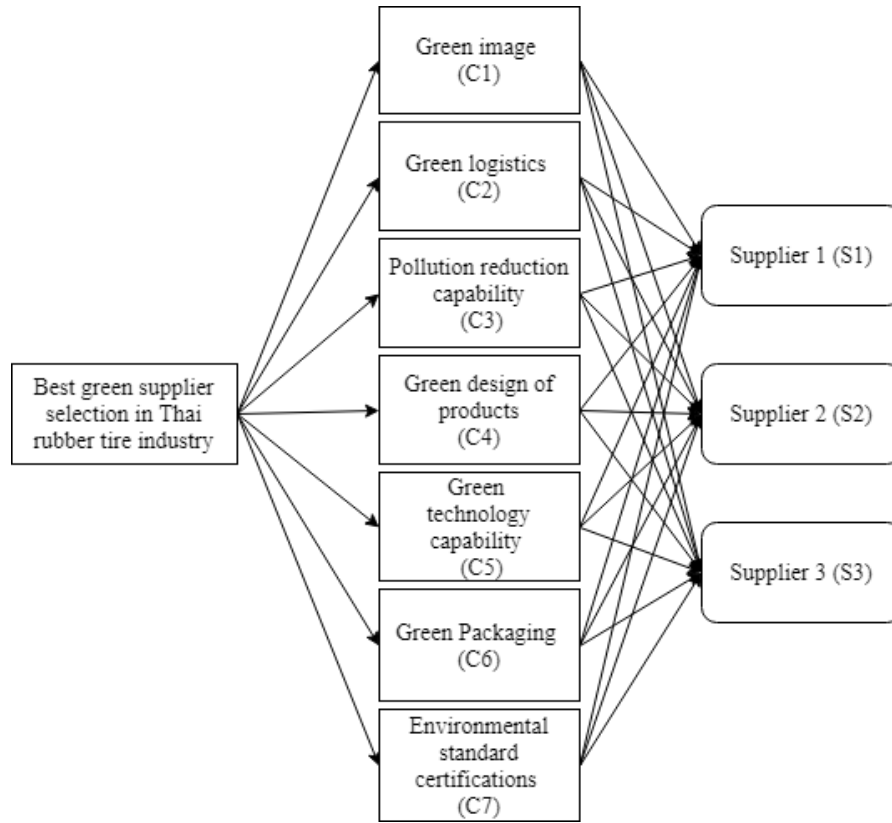 Best green supplier
selection in Thai
rubber tire industry
Green image
(C1)
Green logistics
(C2)
Pollution reduction
capability
(C3)
Green design of
products
(C4)
Green
technology
capability
(C5)
Green Packaging
(C6)
Environmental
standard
certifications
(C7)
Supplier 1 (S1)
Supplier 2 (S2)
Supplier 3 (S3)